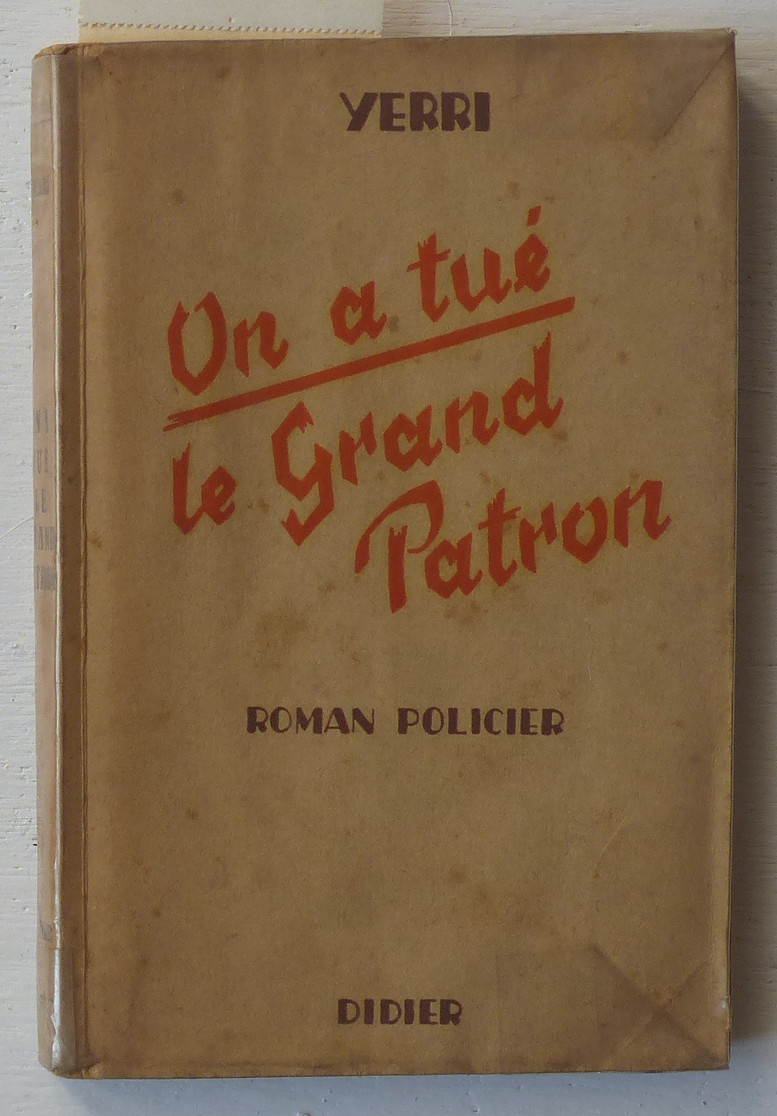 YERRI
On a tué
le Grand
Patron
ROMAN POLICIER
DIDIER